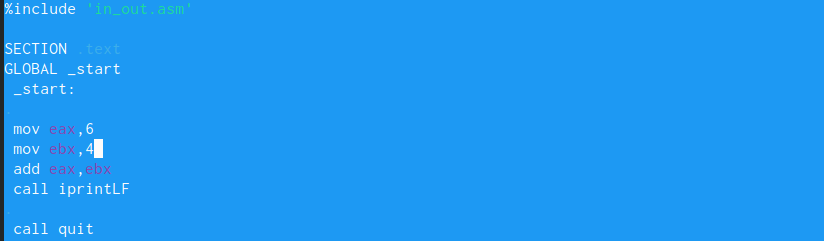 %include 'in_out.asm'
SECTION .text
GLOBAL _start
_start:
mov eax,6
mov ebx,4
add eax,ebx
call iprintLF
call quit